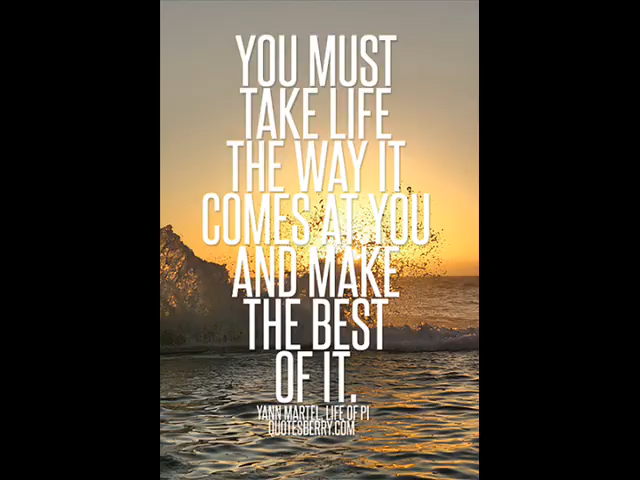 YOU MUST
TAKE LIFE
THE WAY IT
COMES AT YOU
AND MAKE
THE BEST
OF IT.
YANN MARTEL, LIFE OF PI
QUOTESBERRY.COM